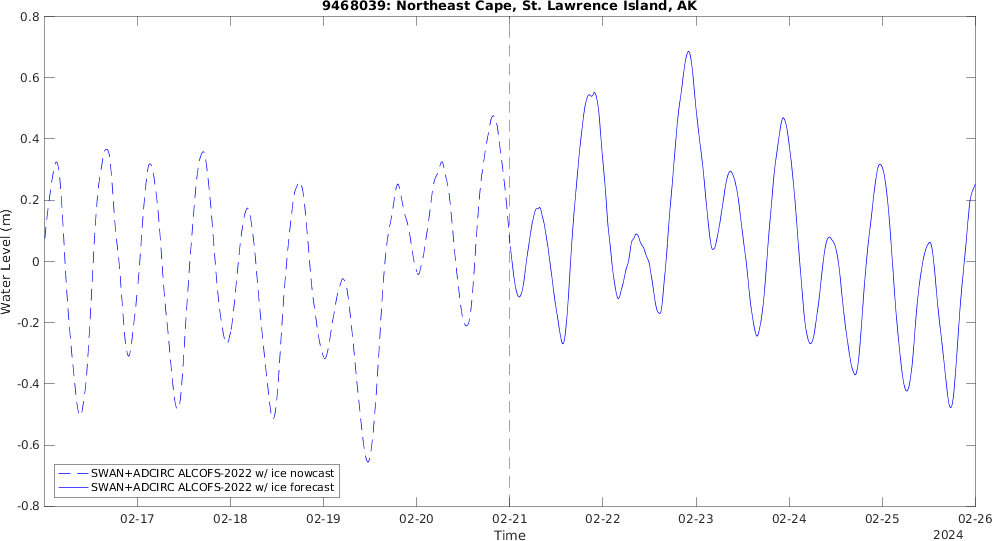 9468039: Northeast Cape, St. Lawrence Island, AK
0.8
0.6
0.4
0.2
0
-0.2
-0.4
-0.6
-0.8
Water Level (m)
SWAN+ADCIRC ALCOFS-2022 w/ ice nowcast
SWAN+ADCIRC ALCOFS-2022 w/ ice forecast
02-17 02-18 02-19 02-20 02-21 02-22 02-23 02-24 02-25 02-26
Time
2024